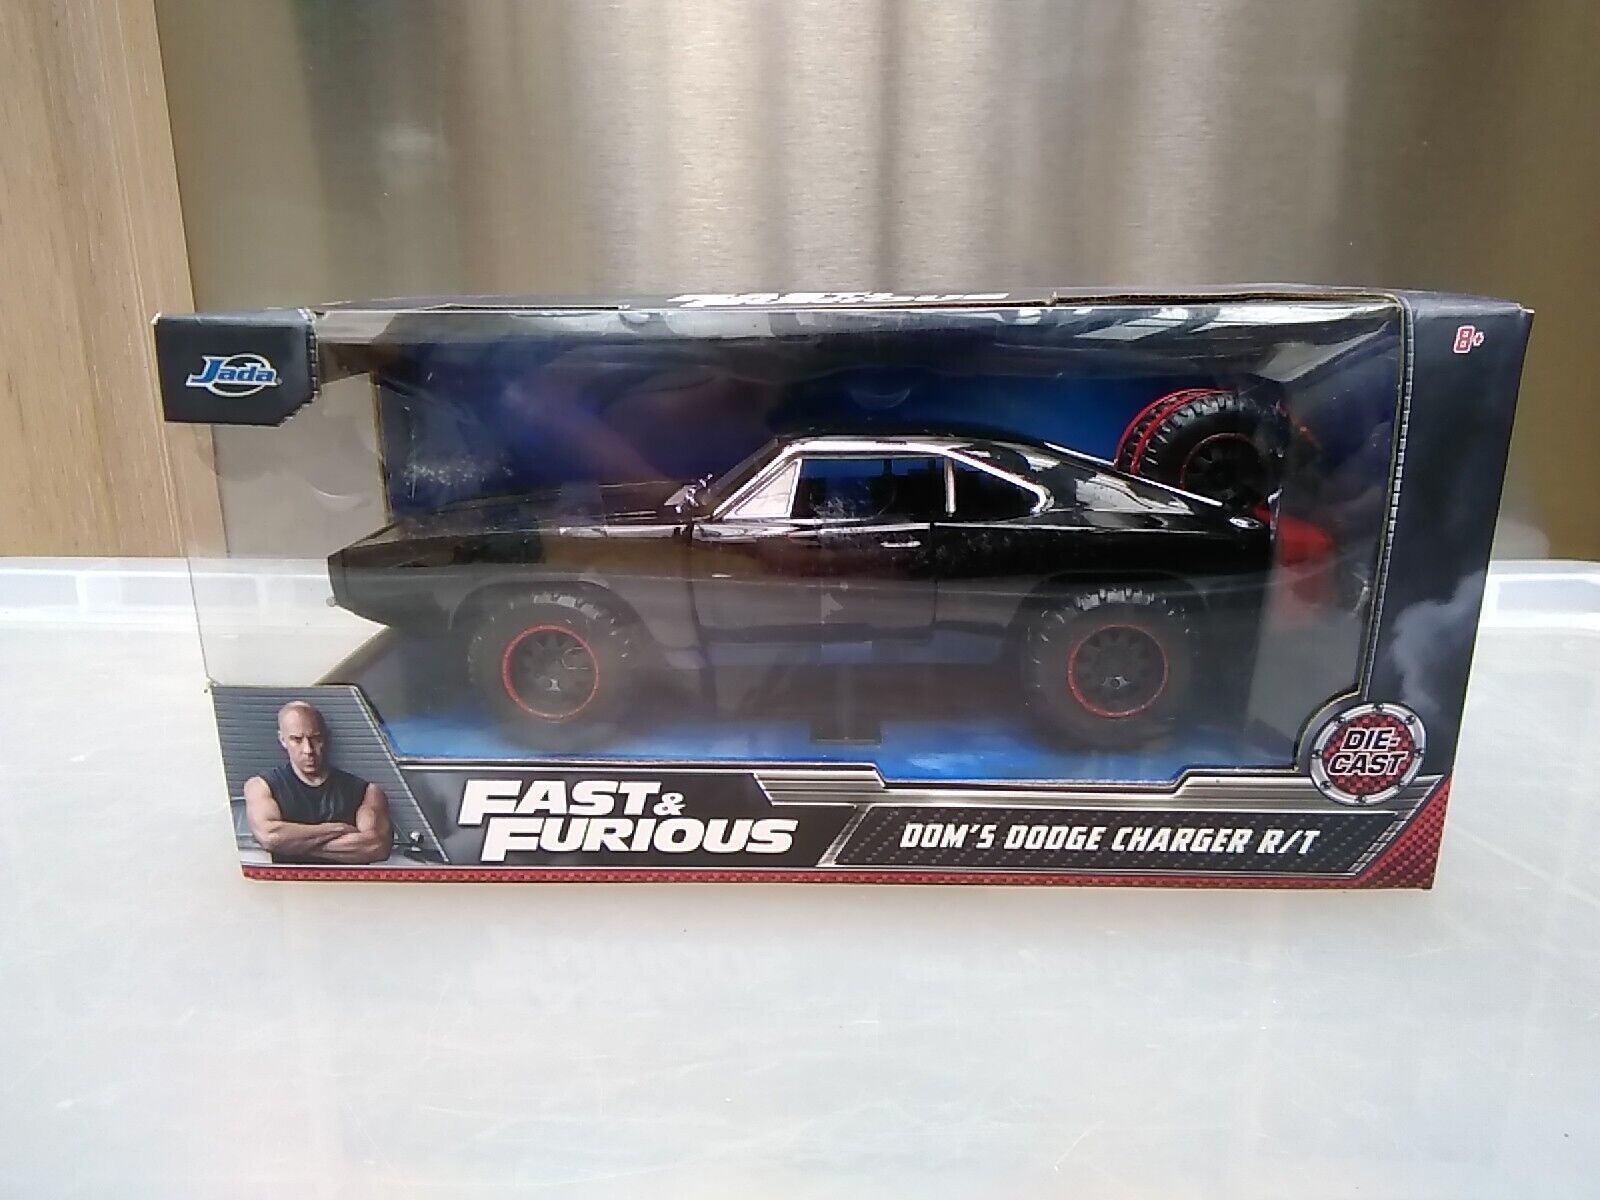 Jada
8+
DIE-
CAST
FAST &
FURIOUS
DOM'S DODGE CHARGER R/T